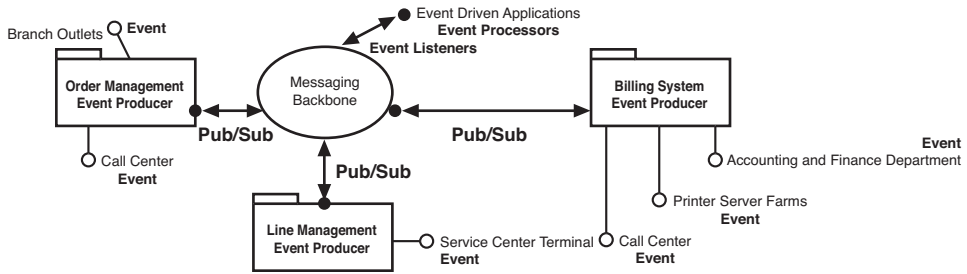 Event Driven Applications
Event Processors
Event Listeners
Branch Outlets
Event
Order Management
Event Producer
Messaging
Backbone
Billing System
Event Producer
Pub/Sub
Pub/Sub
Call Center
Event
Event
Accounting and Finance Department
Pub/Sub
Printer Server Farms
Event
Line Management
Event Producer
Service Center Terminal
Event
Call Center
Event